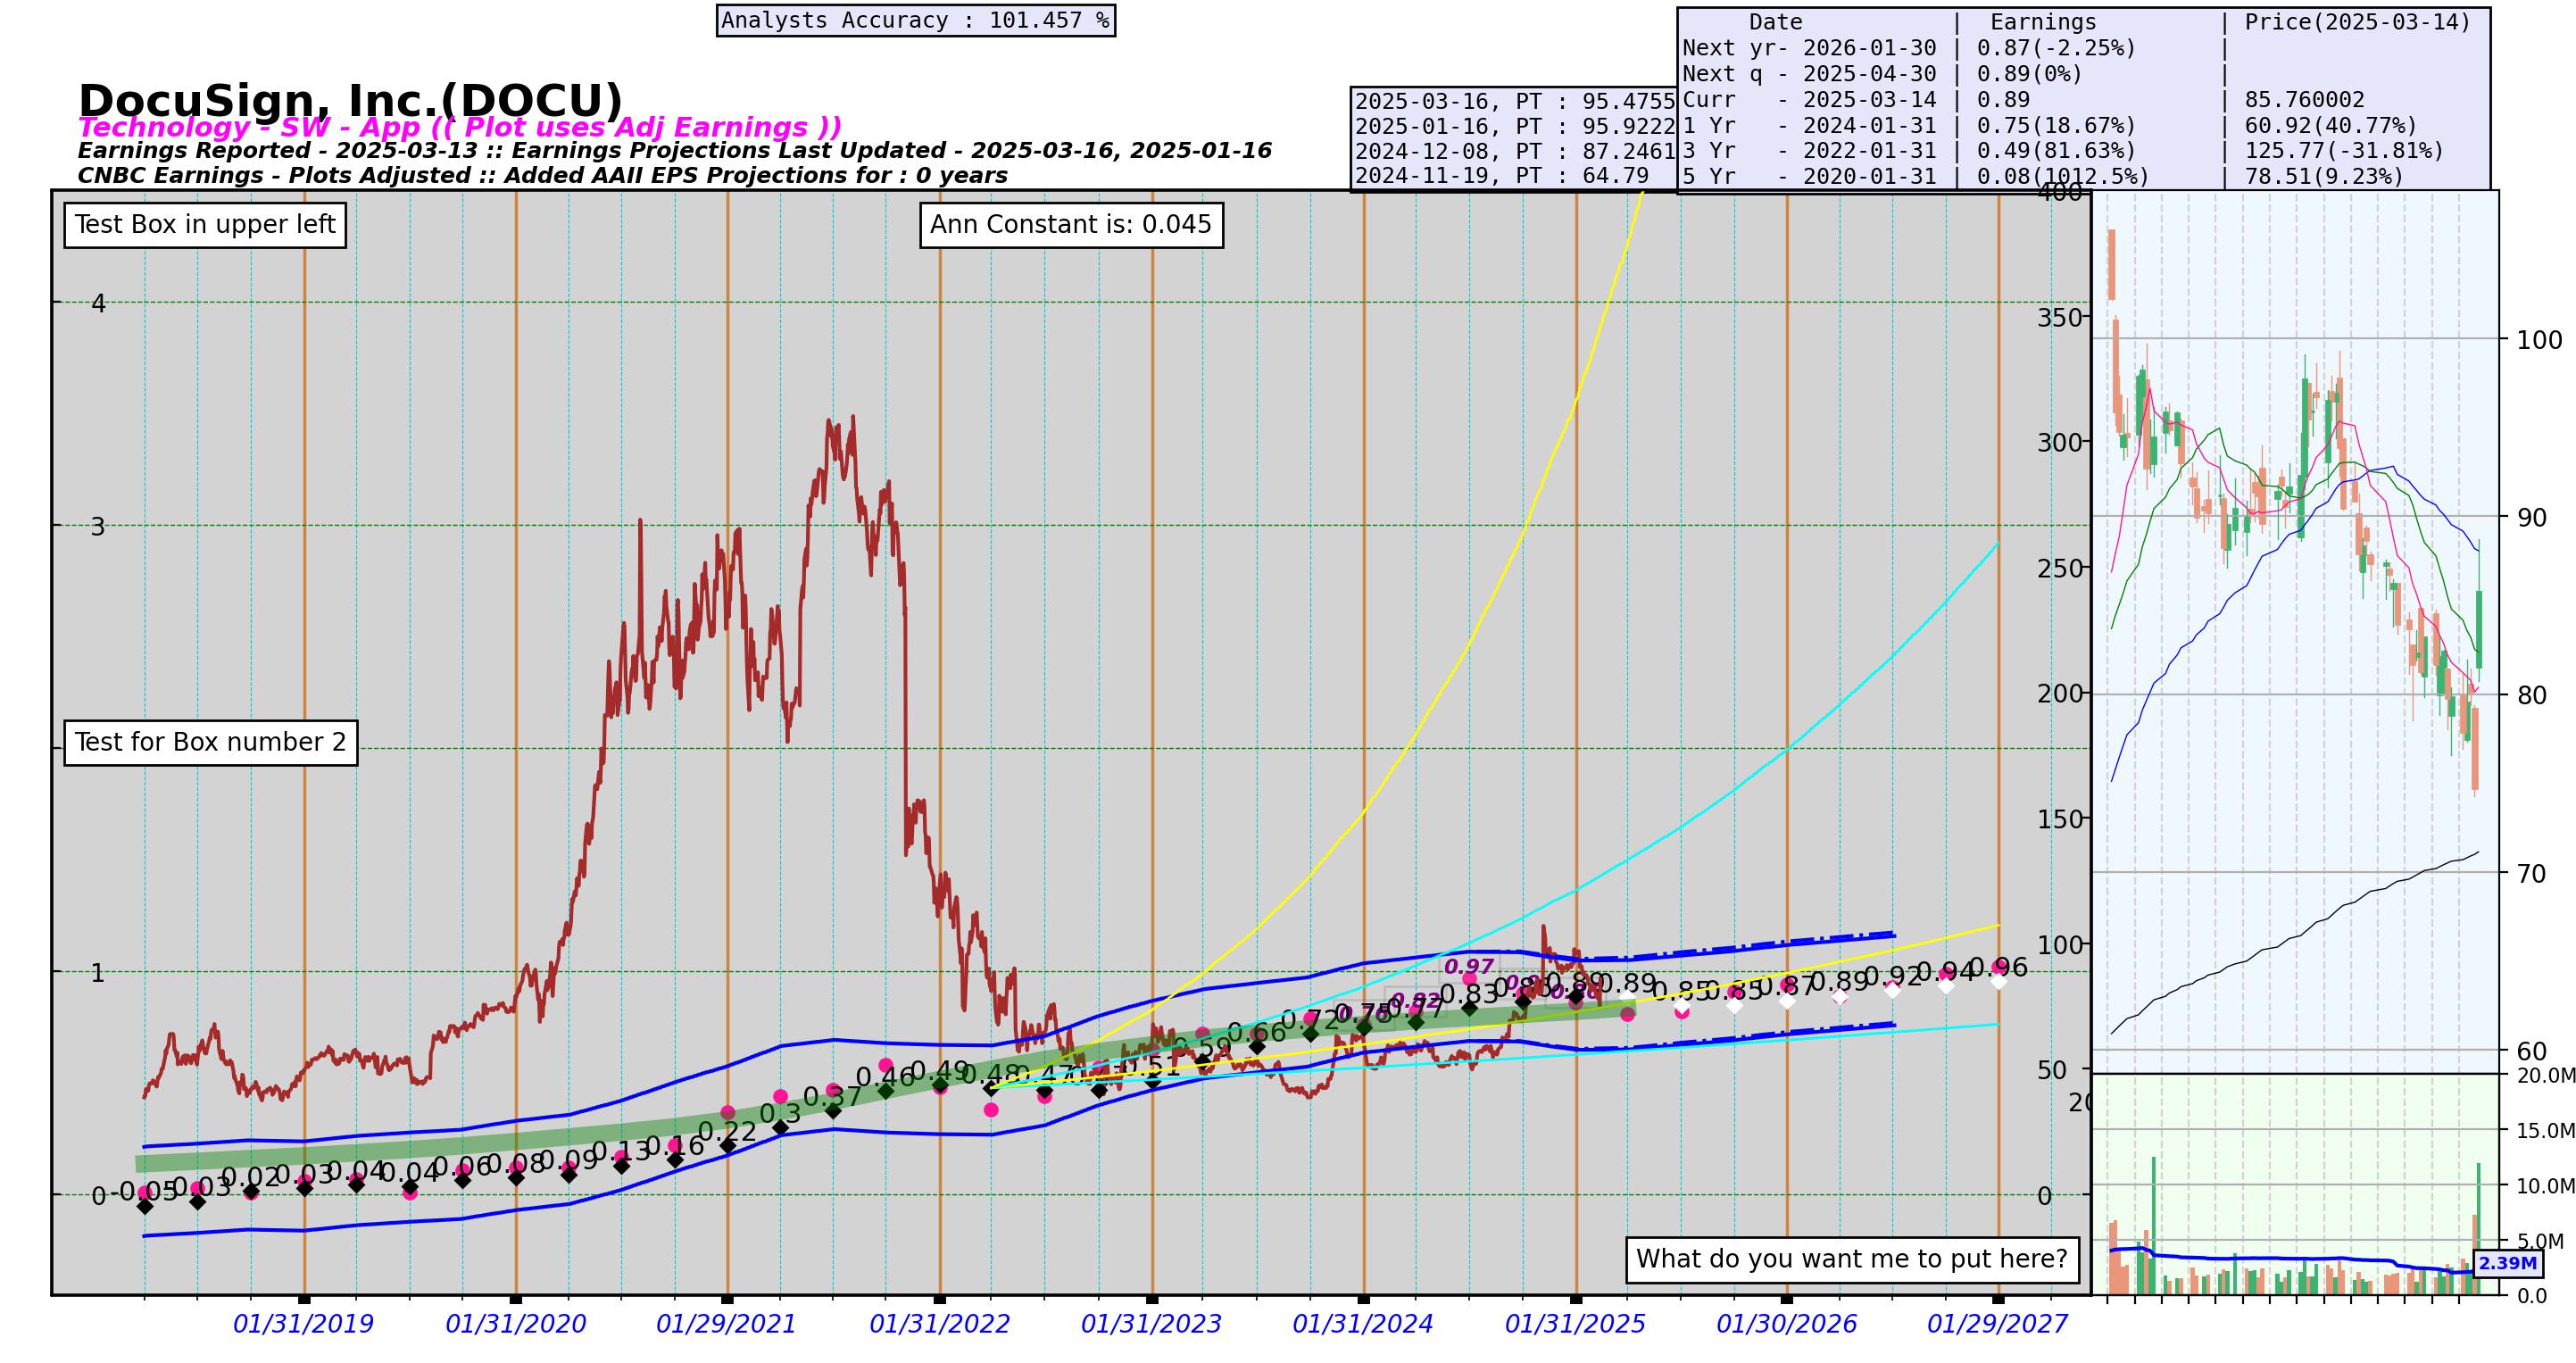 Analysts Accuracy : 101.457 %
Date | Earnings | Price(2025-03-14)
Next yr- 2026-01-30 | 0.87(-2.25%) |
Next q - 2025-04-30 | 0.89(0%) |
Curr - 2025-03-14 | 0.89 | 85.760002
1 Yr - 2024-01-31 | 0.75(18.67%) | 60.92(40.77%)
3 Yr - 2022-01-31 | 0.49(81.63%) | 125.77(-31.81%)
5 Yr - 2020-01-31 | 0.08(1012.5%) | 78.51(9.23%)
2025-03-16, PT : 95.4755
2025-01-16, PT : 95.9222
2024-12-08, PT : 87.2461
2024-11-19, PT : 64.79
DocuSign, Inc.(DOCU)
Technology - SW - App (( Plot uses Adj Earnings ))
Earnings Reported - 2025-03-13 :: Earnings Projections Last Updated - 2025-03-16, 2025-01-16
CNBC Earnings - Plots Adjusted :: Added AAII EPS Projections for : 0 years
Test Box in upper left
Ann Constant is: 0.045
Test for Box number 2
What do you want me to put here?
4
3
1
0
400
350
300
250
200
150
100
50
0
100
90
80
70
60
20.0M
15.0M
10.0M
5.0M
0.0
2.39M
-0.05
0.03
0.02
0.03
0.04
0.04
0.06
0.08
0.09
0.13
0.16
0.22
0.3
0.37
0.46
0.49
0.48
0.47
0.51
0.59
0.66
0.72
0.75
0.76
0.77
0.82
0.83
0.97
0.89
0.89
0.85
0.85
0.87
0.89
0.92
0.94
0.96
01/31/2019
01/31/2020
01/29/2021
01/31/2022
01/31/2023
01/31/2024
01/31/2025
01/30/2026
01/29/2027